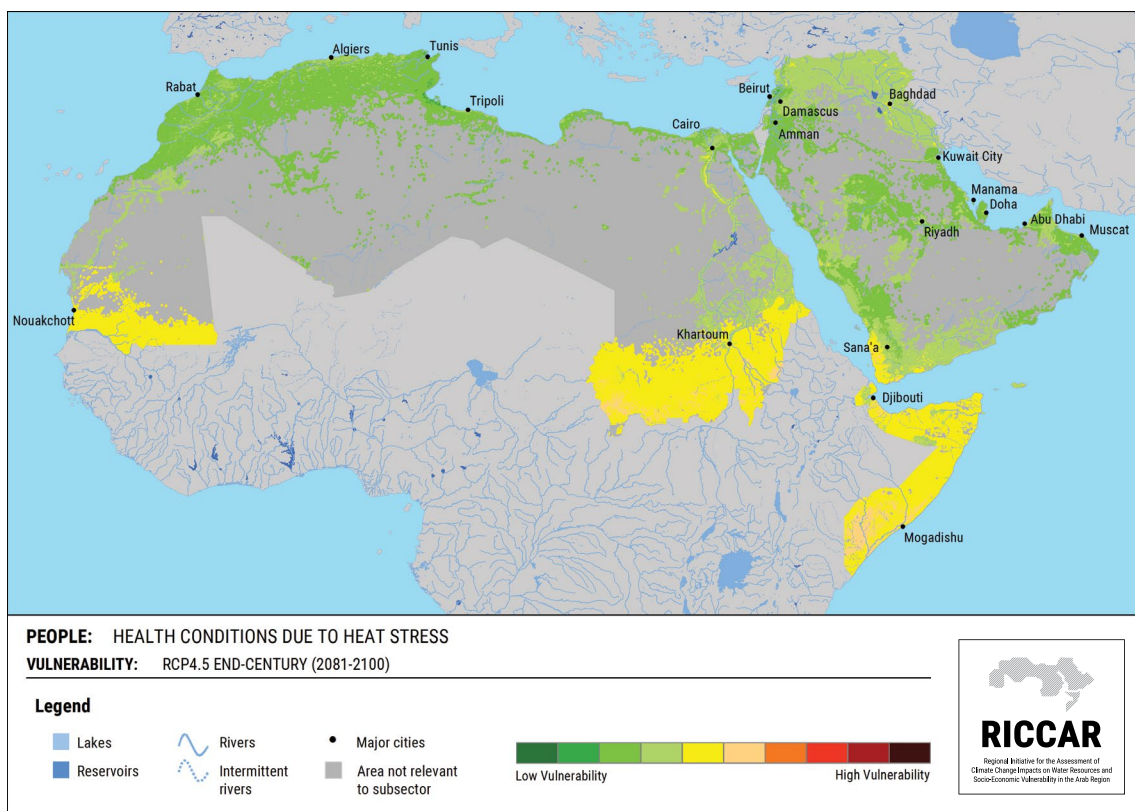 Algiers
Tunis
Rabat
Tripoli
Beirut
Damascus
Baghdad
Cairo
Amman
Kuwait City
Manama
Doha
Abu Dhabi
Riyadh
Muscat
Nouakchott
Khartoum
Sana'a
Djibouti
Mogadishu
PEOPLE: HEALTH CONDITIONS DUE TO HEAT STRESS
VULNERABILITY: RCP4.5 END-CENTURY (2081-2100)
Legend
Lakes
Reservoirs
Rivers
Intermittent
rivers
Major cities
Area not relevant
to subsector
Low Vulnerability
High Vulnerability
RICCAR
Regional Initiative for the Assessment of
Climate Change Impacts on Water Resources and
Socio-Economic Vulnerability in the Arab Region